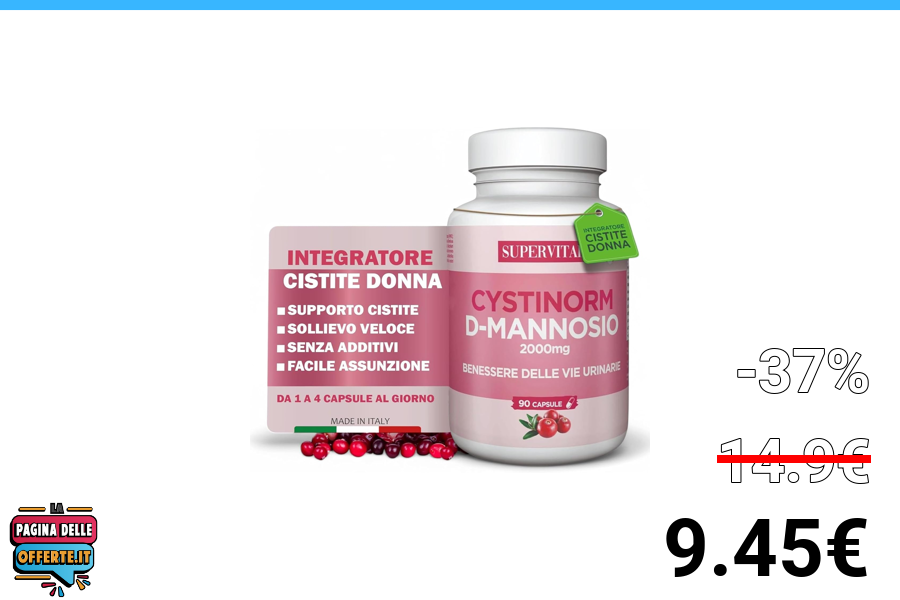 INTEGRATORE
CISTITE DONNA
SUPPORTO CISTITE
SOLLIEVO VELOCE
SENZA ADDITIVI
FACILE ASSUNZIONE
DA 1 A 4 CAPSULE AL GIORNO
MADE IN ITALY
INTEGRATORE
CISTITE
DONNA
CYSTINORM
D-MANNOSIO
2000mg
BENESSERE DELLE VIE URINARIE
90 CAPSULE
-37%
14.9€
9.45€
LA
PAGINA DELLE
OFFERTE.IT